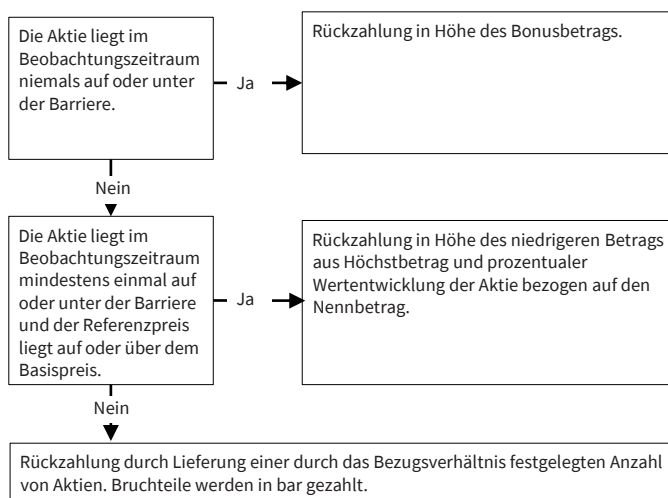 Die Aktie liegt im
Beobachtungszeitraum
niemals auf oder unter
der Barriere.
Ja
Rückzahlung in Höhe des Bonusbetrags.
Nein
Die Aktie liegt im
Beobachtungszeitraum
mindestens einmal auf
oder unter der Barriere
und der Referenzpreis
liegt auf oder über dem
Basispreis.
Ja
Rückzahlung in Höhe des niedrigeren Betrags
aus Höchstbetrag und prozentualer
Wertentwicklung der Aktie bezogen auf den
Nennbetrag.
Nein
Rückzahlung durch Lieferung einer durch das Bezugsverhältnis festgelegten Anzahl
von Aktien. Bruchteile werden in bar gezahlt.